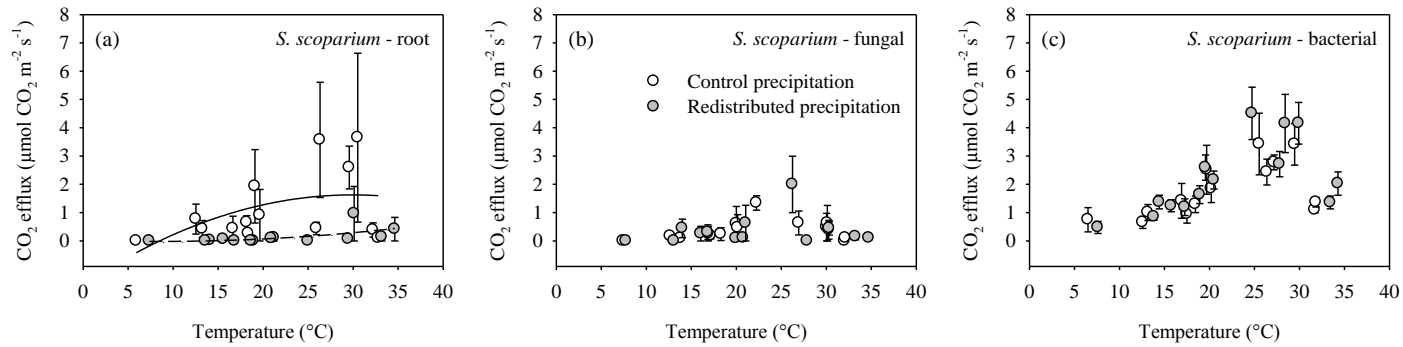 8
7
6
5
4
3
2
1
0
CO2 efflux (µmol CO2 m-2 s-1)
(a)
S. scoparium - root
0 5 10 15 20 25 30 35 40
Temperature (°C)
8
7
6
5
4
3
2
1
0
CO2 efflux (µmol CO2 m-2 s-1)
(b)
S. scoparium - fungal
Control precipitation
Redistributed precipitation
0 5 10 15 20 25 30 35 40
Temperature (°C)
8
7
6
5
4
3
2
1
0
CO2 efflux (µmol CO2 m-2 s-1)
(c)
S. scoparium - bacterial
0 5 10 15 20 25 30 35 40
Temperature (°C)